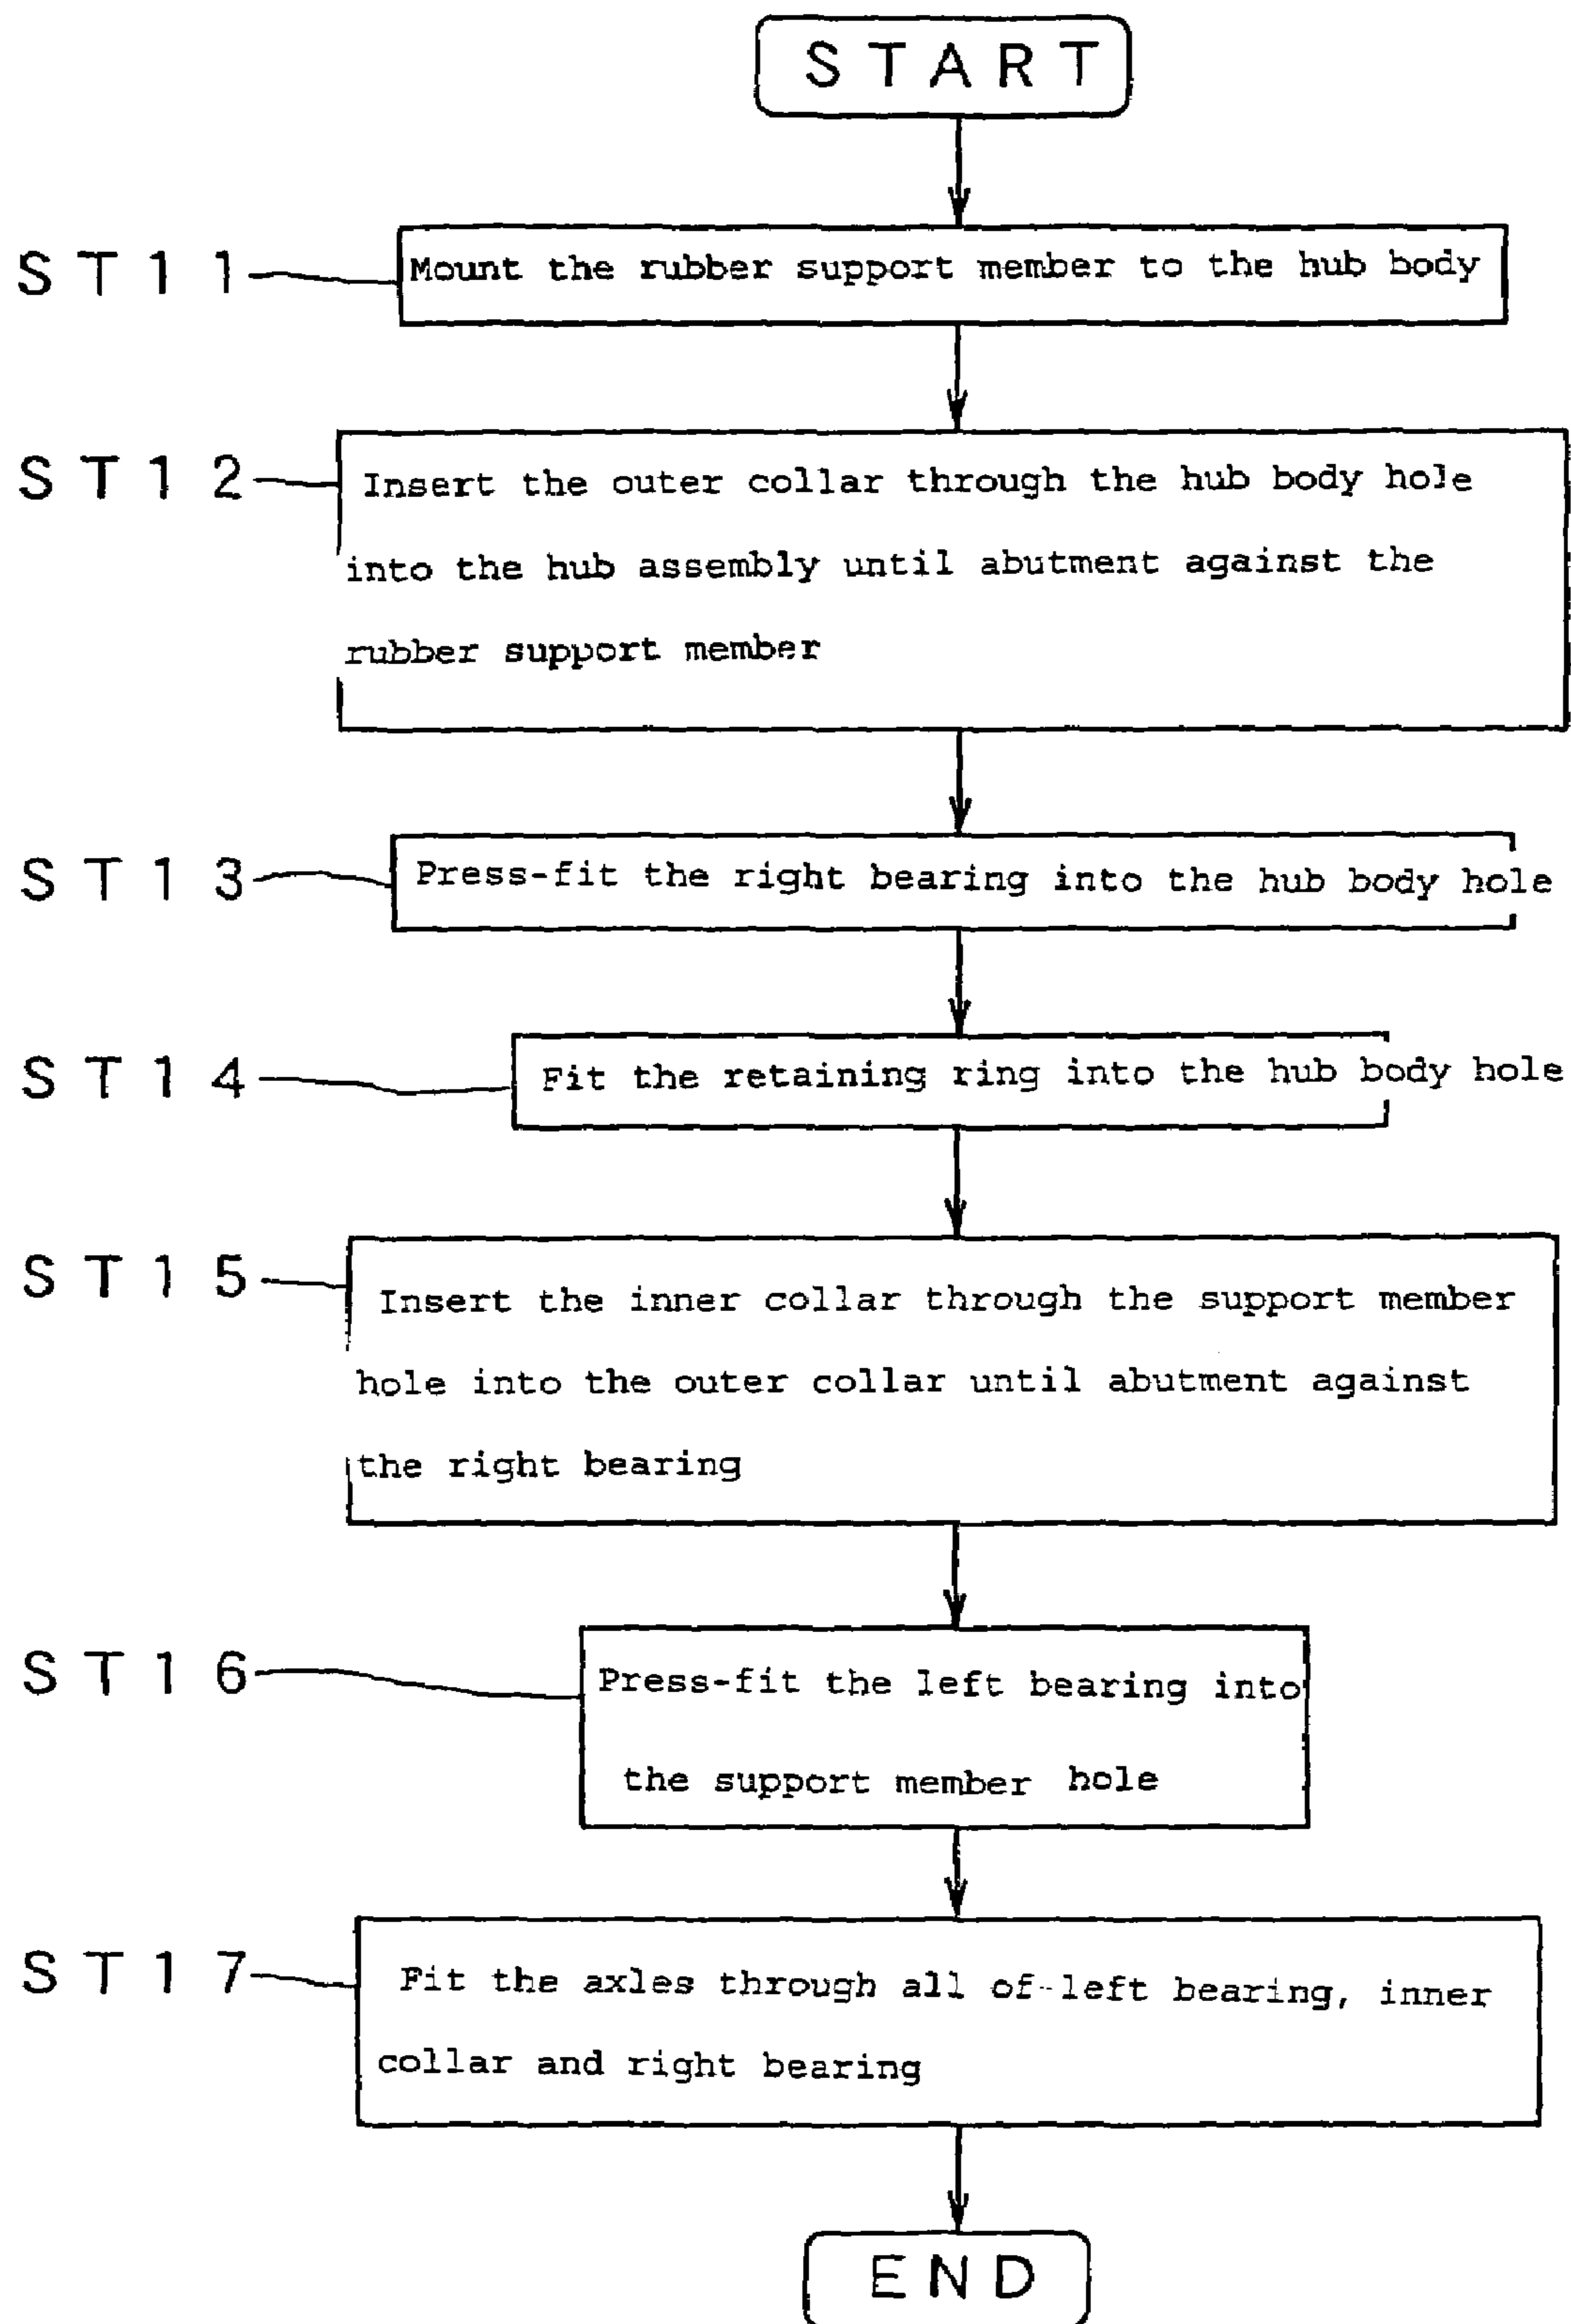 START
ST11
Mount the rubber support member to the hub body
ST12
Insert the outer collar through the hub body hole
into the hub assembly until abutment against the
rubber support member
ST13
Press-fit the right bearing into the hub body hole
ST14
Fit the retaining ring into the hub body hole
ST15
Insert the inner collar through the support member
hole into the outer collar until abutment against
the right bearing
ST16
Press-fit the left bearing into
the support member hole
ST17
Fit the axles through all of left bearing, inner
collar and right bearing
END